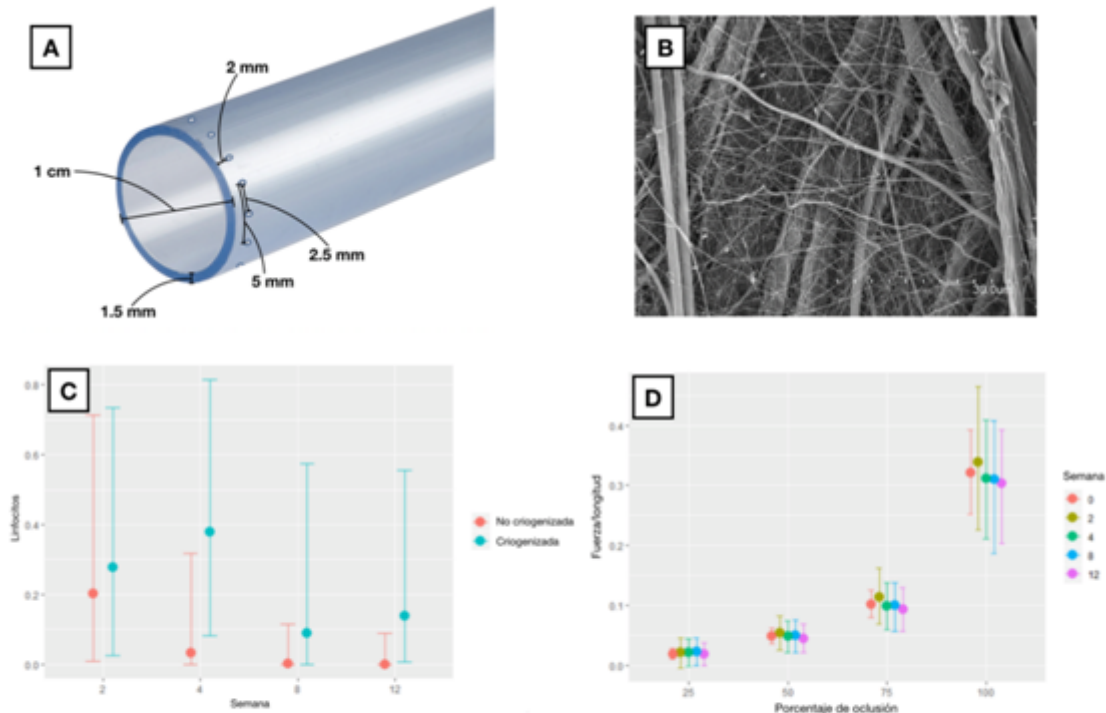 A
2 mm
1 cm
2.5 mm
5 mm
1.5 mm
B
30.0um
C
0.8
0.6
0.4
0.2
0.0
Linfocitos
2
4
8
12
Semana
No criogenizada
Criogenizada
D
0.4
0.3
0.2
0.1
0.0
Fuerza/longitud
25
50
75
100
Porcentaje de oclusión
Semana
0
2
4
8
12